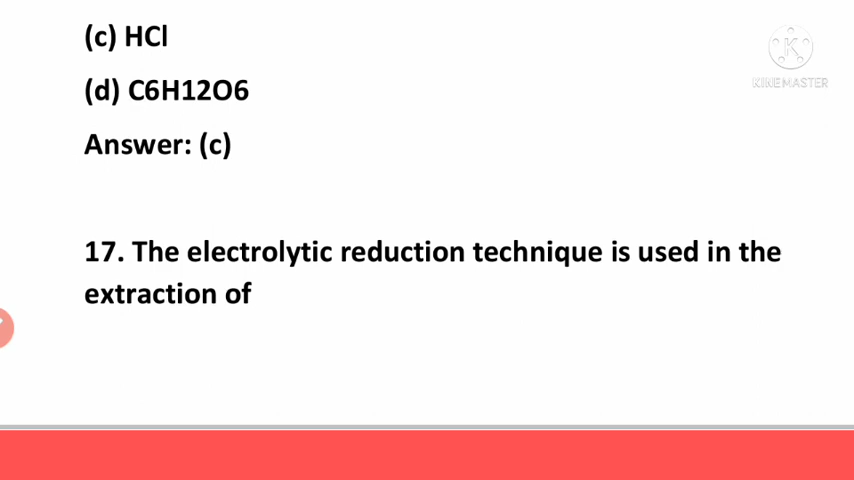 (c) HCl
(d) C6H12O6
Answer: (c)
17. The electrolytic reduction technique is used in the
extraction of
K
KINEMASTER